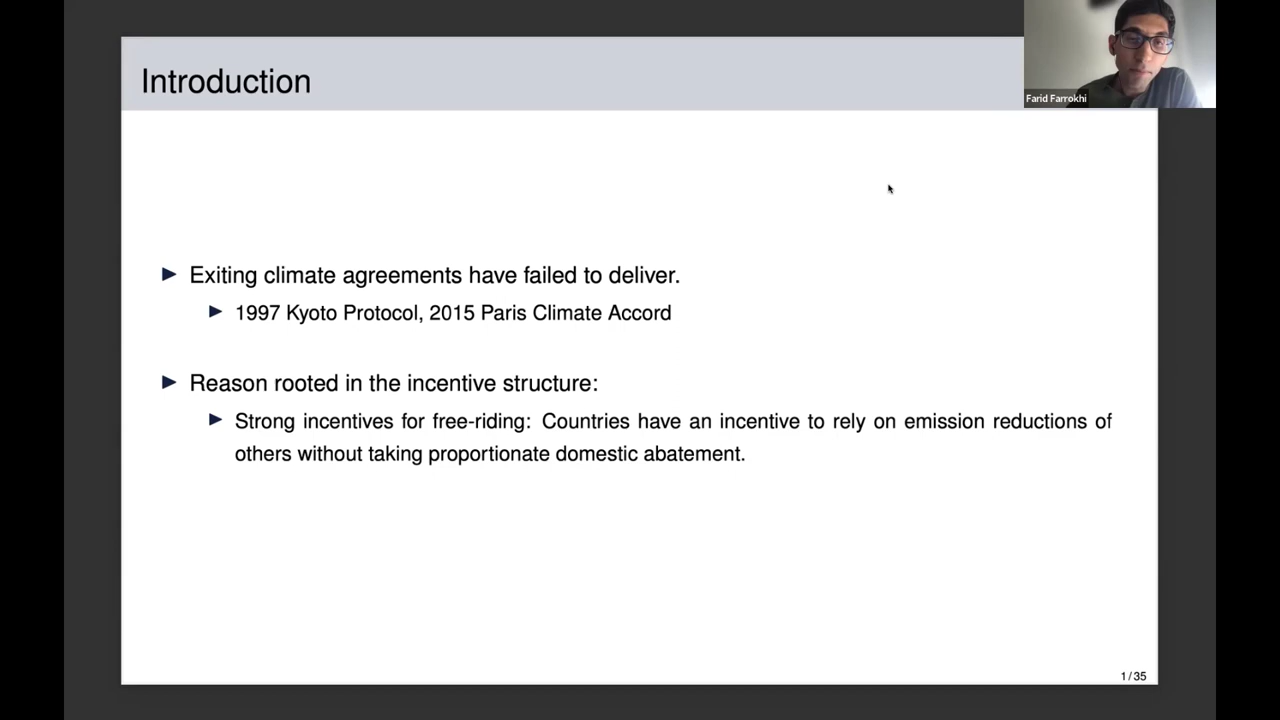 Introduction
Farid Farrokhi
Exiting climate agreements have failed to deliver.
1997 Kyoto Protocol, 2015 Paris Climate Accord
Reason rooted in the incentive structure:
Strong incentives for free-riding: Countries have an incentive to rely on emission reductions of
others without taking proportionate domestic abatement.
1 / 35